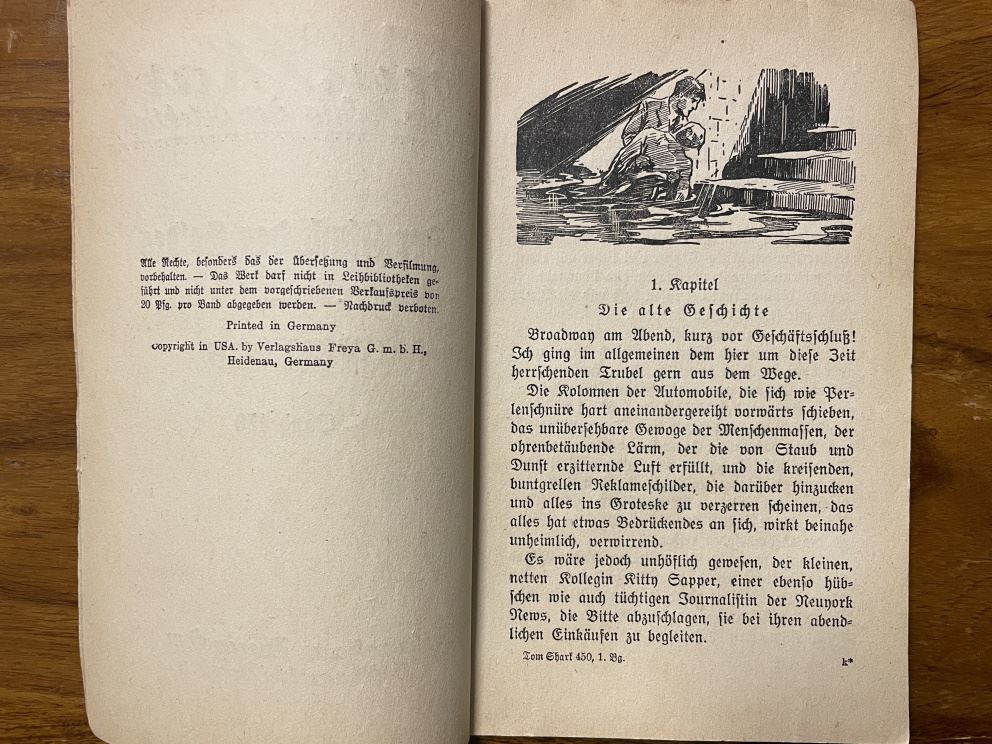 Alle Rechte, besonders das der Übersetzung und Verfilmung,
vorbehalten. — Das Werk darf nicht in Leihbibliotheken ge-
führt und nicht unter dem vorgeschriebenen Verkaufspreis von
20 Pfg. pro Band abgegeben werden. — Nachdruck verboten.
Printed in Germany
Copyright in USA. by Verlagshaus Freya G. m. b. H.,
Heidenau, Germany
1. Kapitel
Die alte Geschichte
Broadway am Abend, kurz vor Geschäftsschluß!
Ich ging im allgemeinen dem hier um diese Zeit
herrschenden Trubel gern aus dem Wege.
Die Kolonnen der Automobile, die sich wie Per-
lenschnüre hart aneinandergereiht vorwärts schieben,
das unübersehbare Gewoge der Menschenmassen, der
ohrenbetäubende Lärm, der die von Staub und
Dunst erzitternde Luft erfüllt, und die kreisenden,
buntgrellen Reklameschilder, die darüber hinzucken
und alles ins Groteske zu verzerren scheinen, das
alles hat etwas Bedrückendes an sich, wirkt beinahe
unheimlich, verwirrend.
Es wäre jedoch unhöflich gewesen, der kleinen,
netten Kollegin Kitty Sapper, einer ebenso hüb-
schen wie auch tüchtigen Journalistin der Neuyork
News, die Bitte abzuschlagen, sie bei ihren abend-
lichen Einkäufen zu begleiten.
Tom Shark 450, 1. Bg.
k*